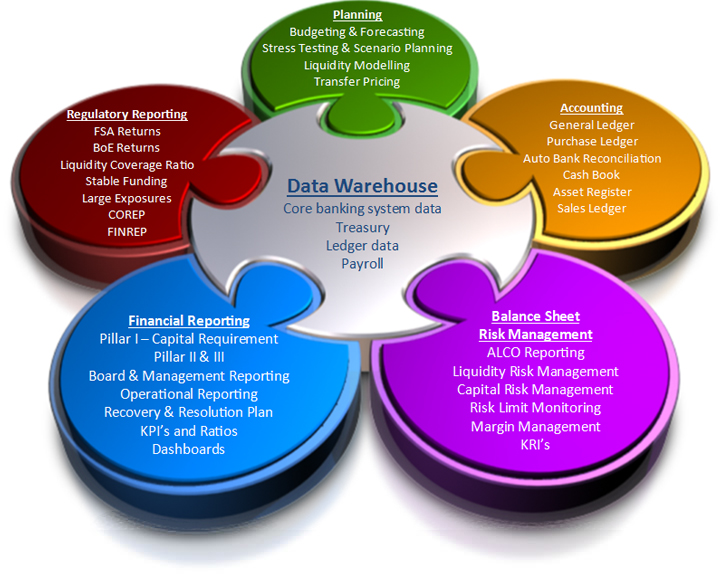 Planning
Budgeting & Forecasting
Stress Testing & Scenario Planning
Liquidity Modelling
Transfer Pricing
Regulatory Reporting
FSA Returns
BoE Returns
Liquidity Coverage Ratio
Stable Funding
Large Exposures
COREP
FINREP
Accounting
General Ledger
Purchase Ledger
Auto Bank Reconciliation
Cash Book
Asset Register
Sales Ledger
Data Warehouse
Core banking system data
Treasury
Ledger data
Payroll
Financial Reporting
Pillar I – Capital Requirement
Pillar II & III
Board & Management Reporting
Operational Reporting
Recovery & Resolution Plan
KPI's and Ratios
Dashboards
Balance Sheet
Risk Management
ALCO Reporting
Liquidity Risk Management
Capital Risk Management
Risk Limit Monitoring
Margin Management
KRI's